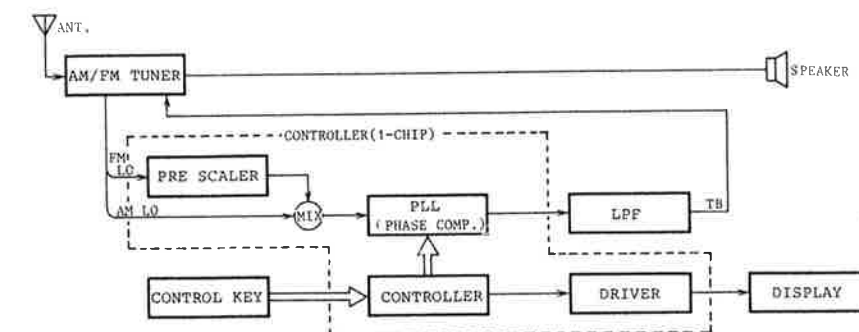 ANT.
AM/FM TUNER
SPEAKER
CONTROLLER(1-CHIP)
FM
LO
PRE SCALER
AM LO
MIX
PLL
(PHASE COMP.)
LPF
TB
CONTROL KEY
CONTROLLER
DRIVER
DISPLAY